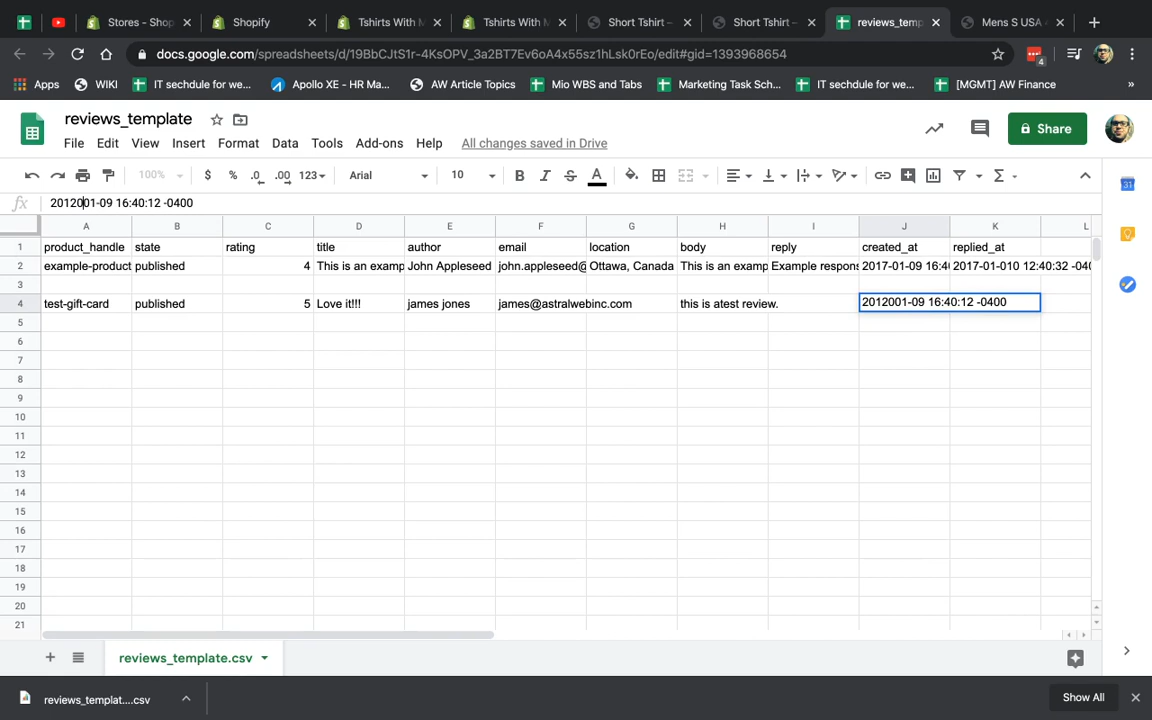 Stores - Shop
Shopify
Tshirts With M
Tshirts With M
Short Tshirt –
Short Tshirt –
reviews_temp
Mens S USA
docs.google.com/spreadsheets/d/19BbCJtS1r-4KsOPV_3a2BT7Ev6oA4x55sz1hLsk0rEo/edit#gid=1393968654
4
Apps
WIKI
IT sechdule for we...
Apollo XE - HR Ma...
AW Article Topics
Mio WBS and Tabs
Marketing Task Sch...
IT sechdule for we...
[MGMT] AW Finance
»
reviews_template
Share
File Edit View Insert Format Data Tools Add-ons Help All changes saved in Drive
100% $ % .0 .00 123 Arial 10 B I S A
31
fx 2012001-09 16:40:12 -0400
A B C D E F G H I J K L
1 product_handle state rating title author email location body reply created_at replied_at
2 example-product published 4 This is an examp John Appleseed john.appleseed@ Ottawa, Canada This is an examp Example respons 2017-01-09 16:4 2017-01-010 12:40:32 -040
3
4 test-gift-card published 5 Love it!!! james jones james@astralwebinc.com this is atest review. 2012001-09 16:40:12 -0400
5
6
7
8
9
10
11
12
13
14
15
16
17
18
19
20
21
reviews_template.csv
reviews_templat....csv
Show All